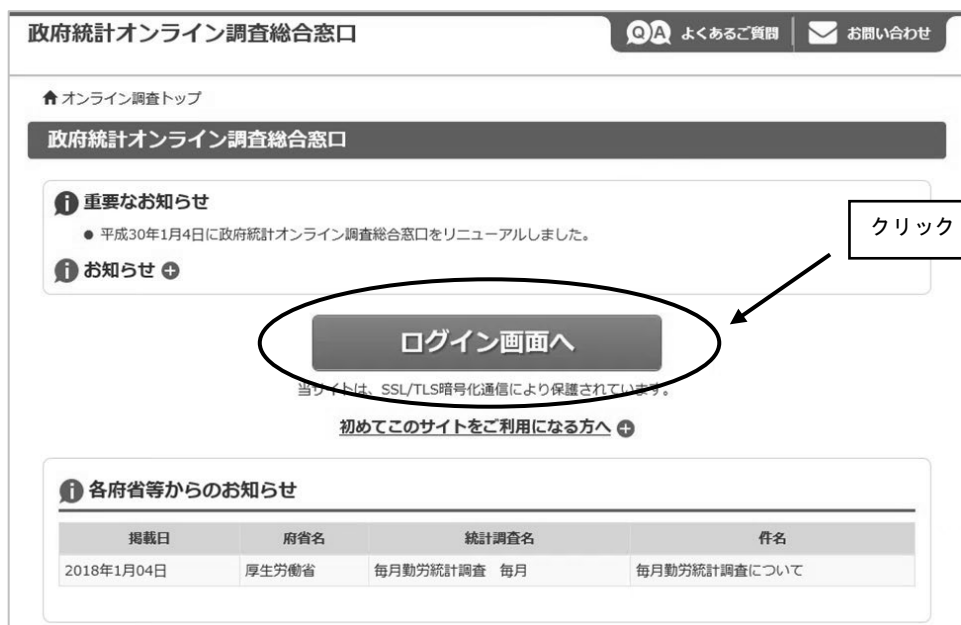 政府統計オンライン調査総合窓口
QA よくあるご質問 お問い合わせ
オンライン調査トップ
政府統計オンライン調査総合窓口
重要なお知らせ
● 平成30年1月4日に政府統計オンライン調査総合窓口をリニューアルしました。
クリック
お知らせ
ログイン画面へ
当サイトは、SSL/TLS暗号化通信により保護されています。
初めてこのサイトをご利用になる方へ
各府省等からのお知らせ
掲載日 府省名 統計調査名 件名
2018年1月04日 厚生労働省 毎月勤労統計調査 毎月 毎月勤労統計調査について